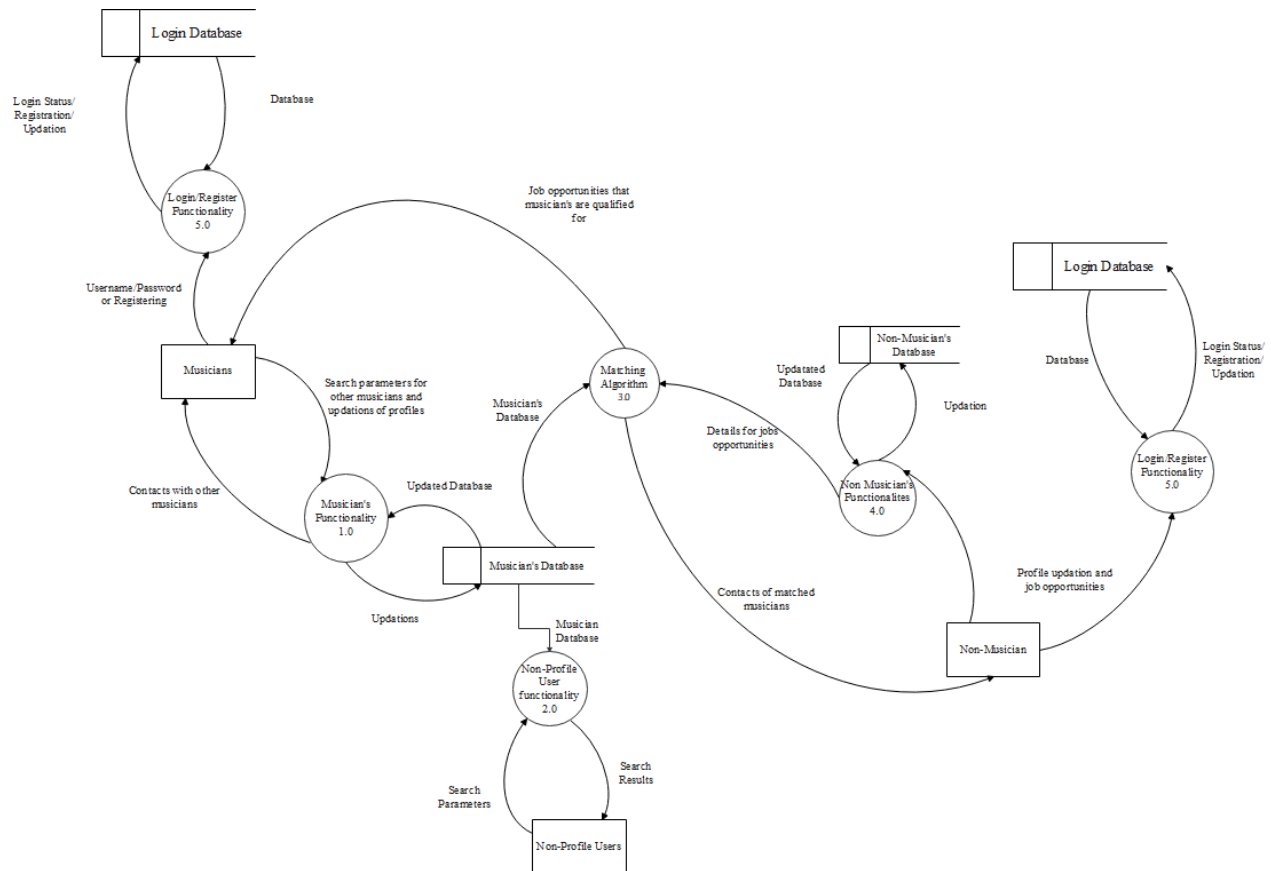 Login Database
Login Status/
Registration/
Updation
Database
Login/Register
Functionality
5.0
Username/Password
or Registering
Musicians
Job opportunities that
musician's are qualified
for
Search parameters for
other musicians and
updations of profiles
Contacts with other
musicians
Musician's
Functionality
1.0
Updated Database
Updations
Musician's Database
Musician's
Database
Matching
Algorithm
3.0
Musician
Database
Non-Profile
User
functionality
2.0
Search
Parameters
Search
Results
Non-Profile Users
Details for jobs
opportunities
Contacts of matched
musicians
Non-Musician's
Database
Updatated
Database
Updation
Non Musician's
Functionalites
4.0
Non-Musician
Profile updation and
job opportunities
Login Database
Database
Login Status/
Registration/
Updation
Login/Register
Functionality
5.0